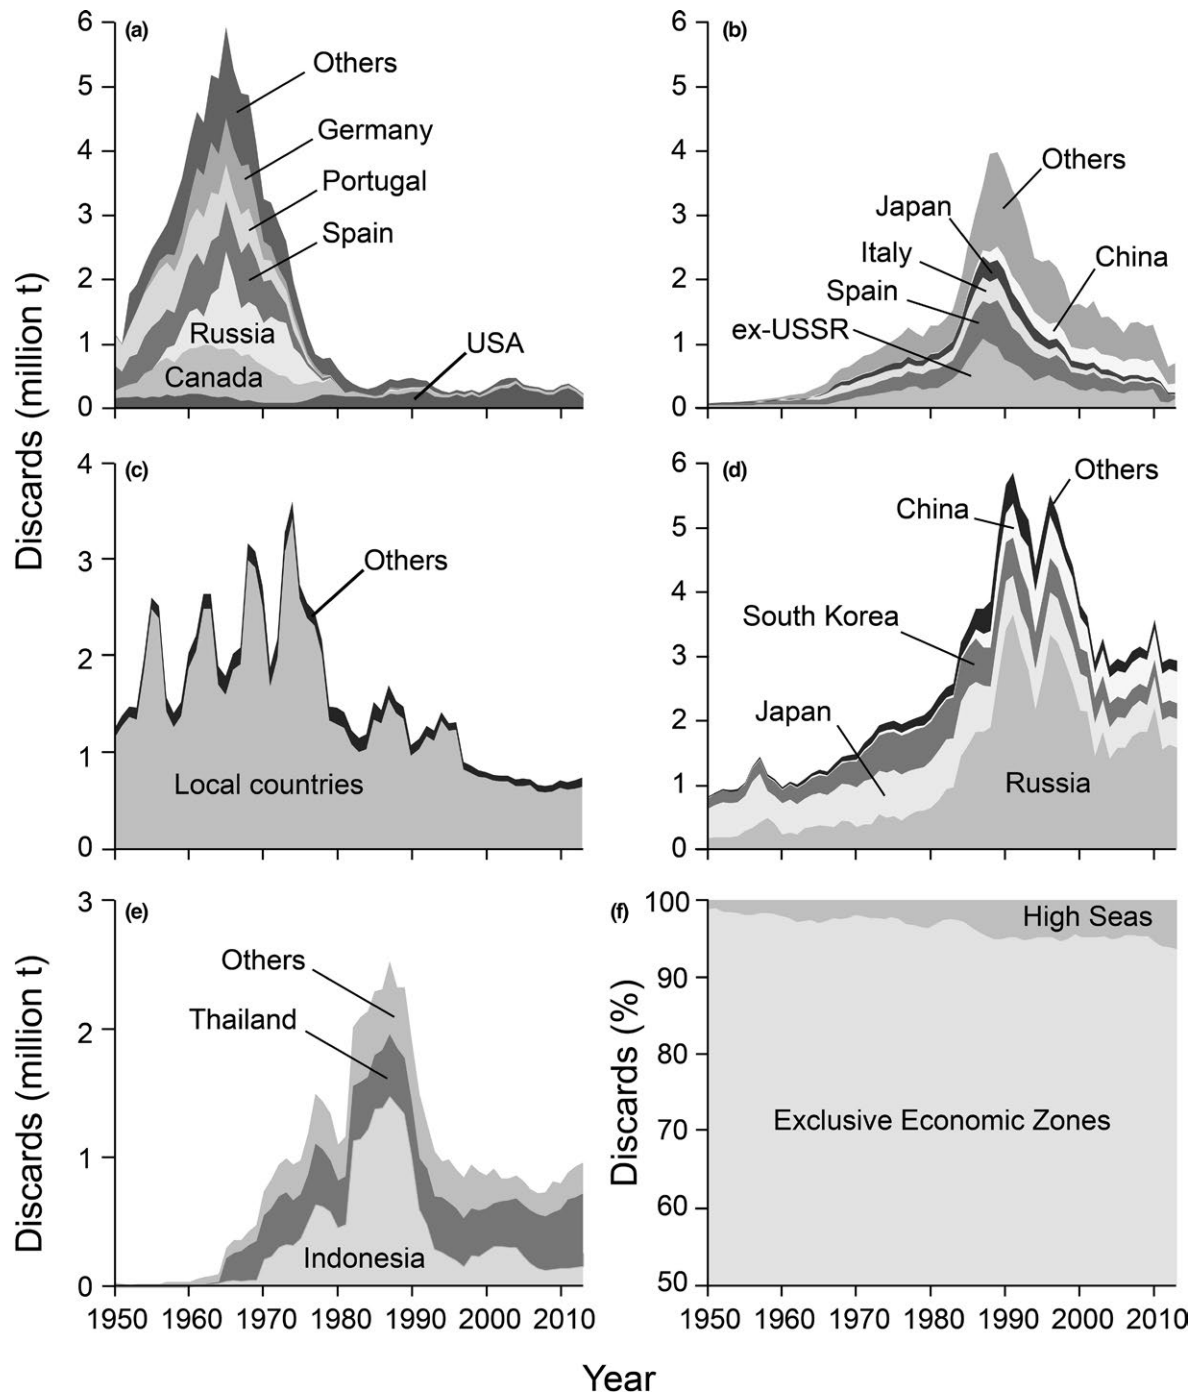 (a)
6
5
4
3
2
1
0
Others
Germany
Portugal
Spain
Russia
Canada
USA
(b)
6
5
4
3
2
1
0
Others
Japan
Italy
China
Spain
ex-USSR
Discards (million t)
(c)
4
3
2
1
0
Others
Local countries
(d)
6
5
4
3
2
1
0
Others
China
South Korea
Japan
Russia
Discards (million t)
(e)
3
2
1
0
Others
Thailand
Indonesia
1950 1960 1970 1980 1990 2000 2010
Discards (%)
(f)
100
90
80
70
60
50
High Seas
Exclusive Economic Zones
1950 1960 1970 1980 1990 2000 2010
Year